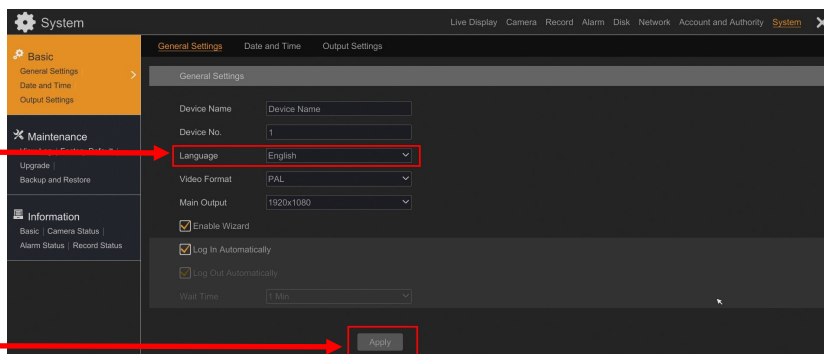 System
Live Display Camera Record Alarm Disk Network Account and Authority System
General Settings Date and Time Output Settings
Basic
General Settings
Date and Time
Output Settings
General Settings
Device Name Device Name
Device No. 1
Maintenance
Language English
Upgrade |
Backup and Restore
Video Format PAL
Main Output 1920x1080
Information
Basic | Camera Status |
Alarm Status | Record Status
Enable Wizard
Log In Automatically
Log Out Automatically
Wait Time 1 Min
Apply